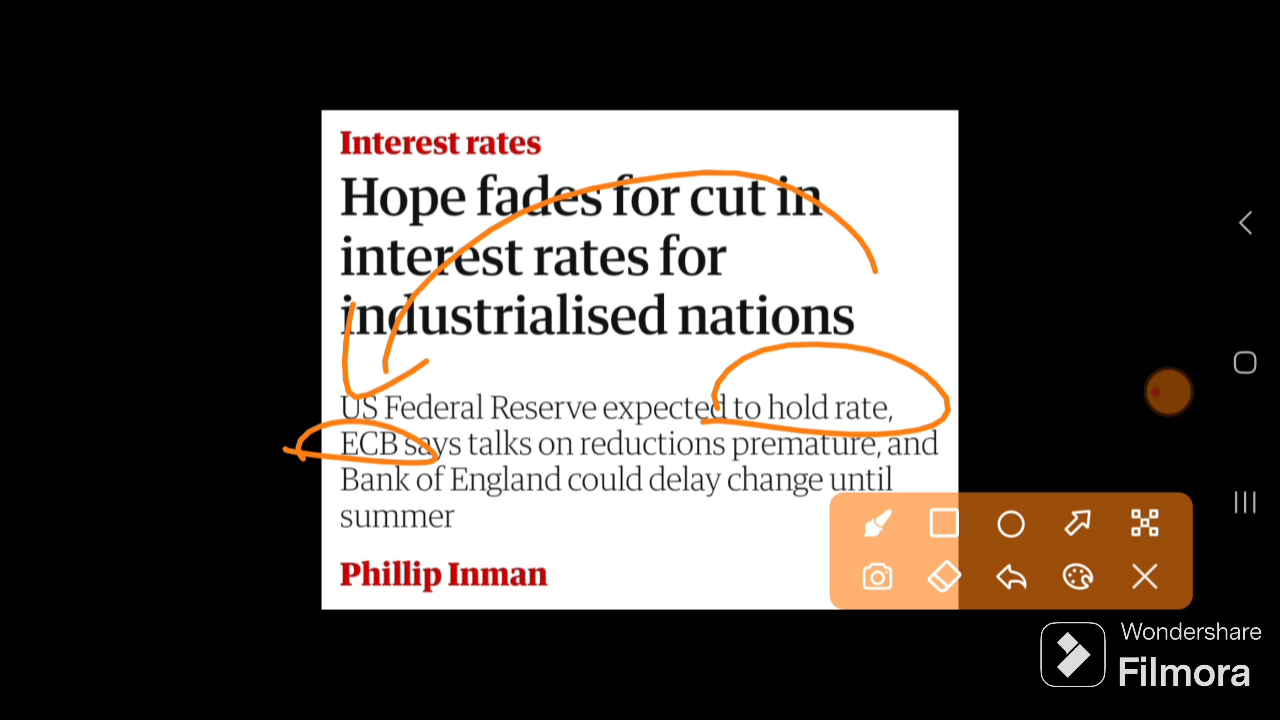 Interest rates
Hope fades for cut in
interest rates for
industrialised nations
US Federal Reserve expected to hold rate,
ECB says talks on reductions premature, and
Bank of England could delay change until
summer
Phillip Inman
Wondershare
Filmora